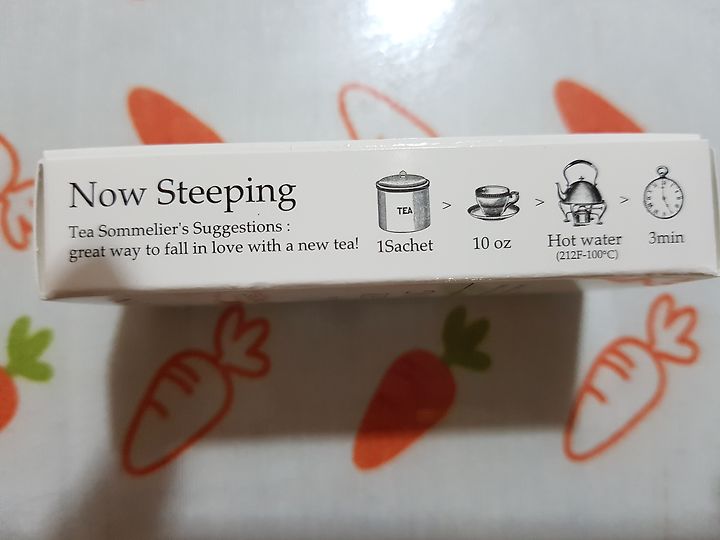 Now Steeping
Tea Sommelier's Suggestions :
great way to fall in love with a new tea!
TEA
1Sachet
>
10 oz
>
Hot water
(212F-100°C)
>
3min